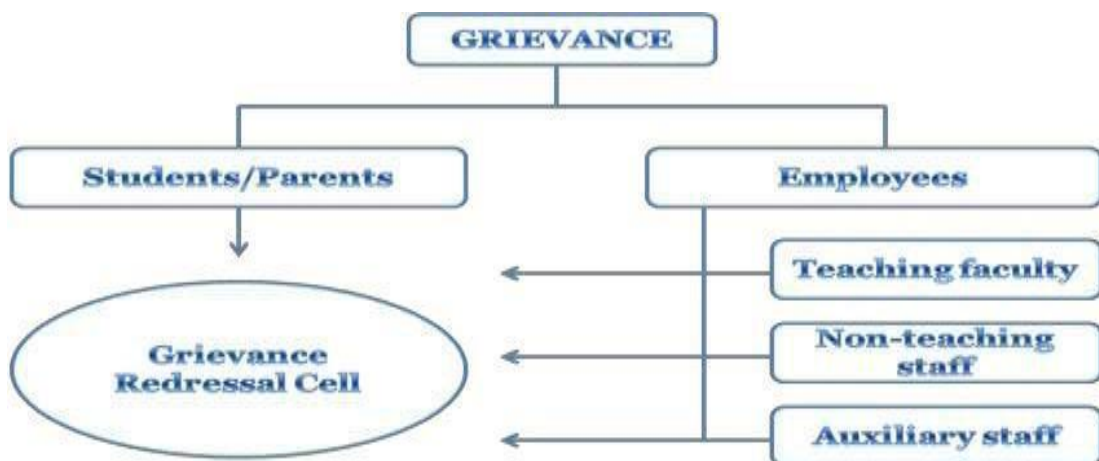 GRIEVANCE
Students/Parents
Employees
Teaching faculty
Non-teaching
staff
Auxiliary staff
Grievance
Redressal Cell